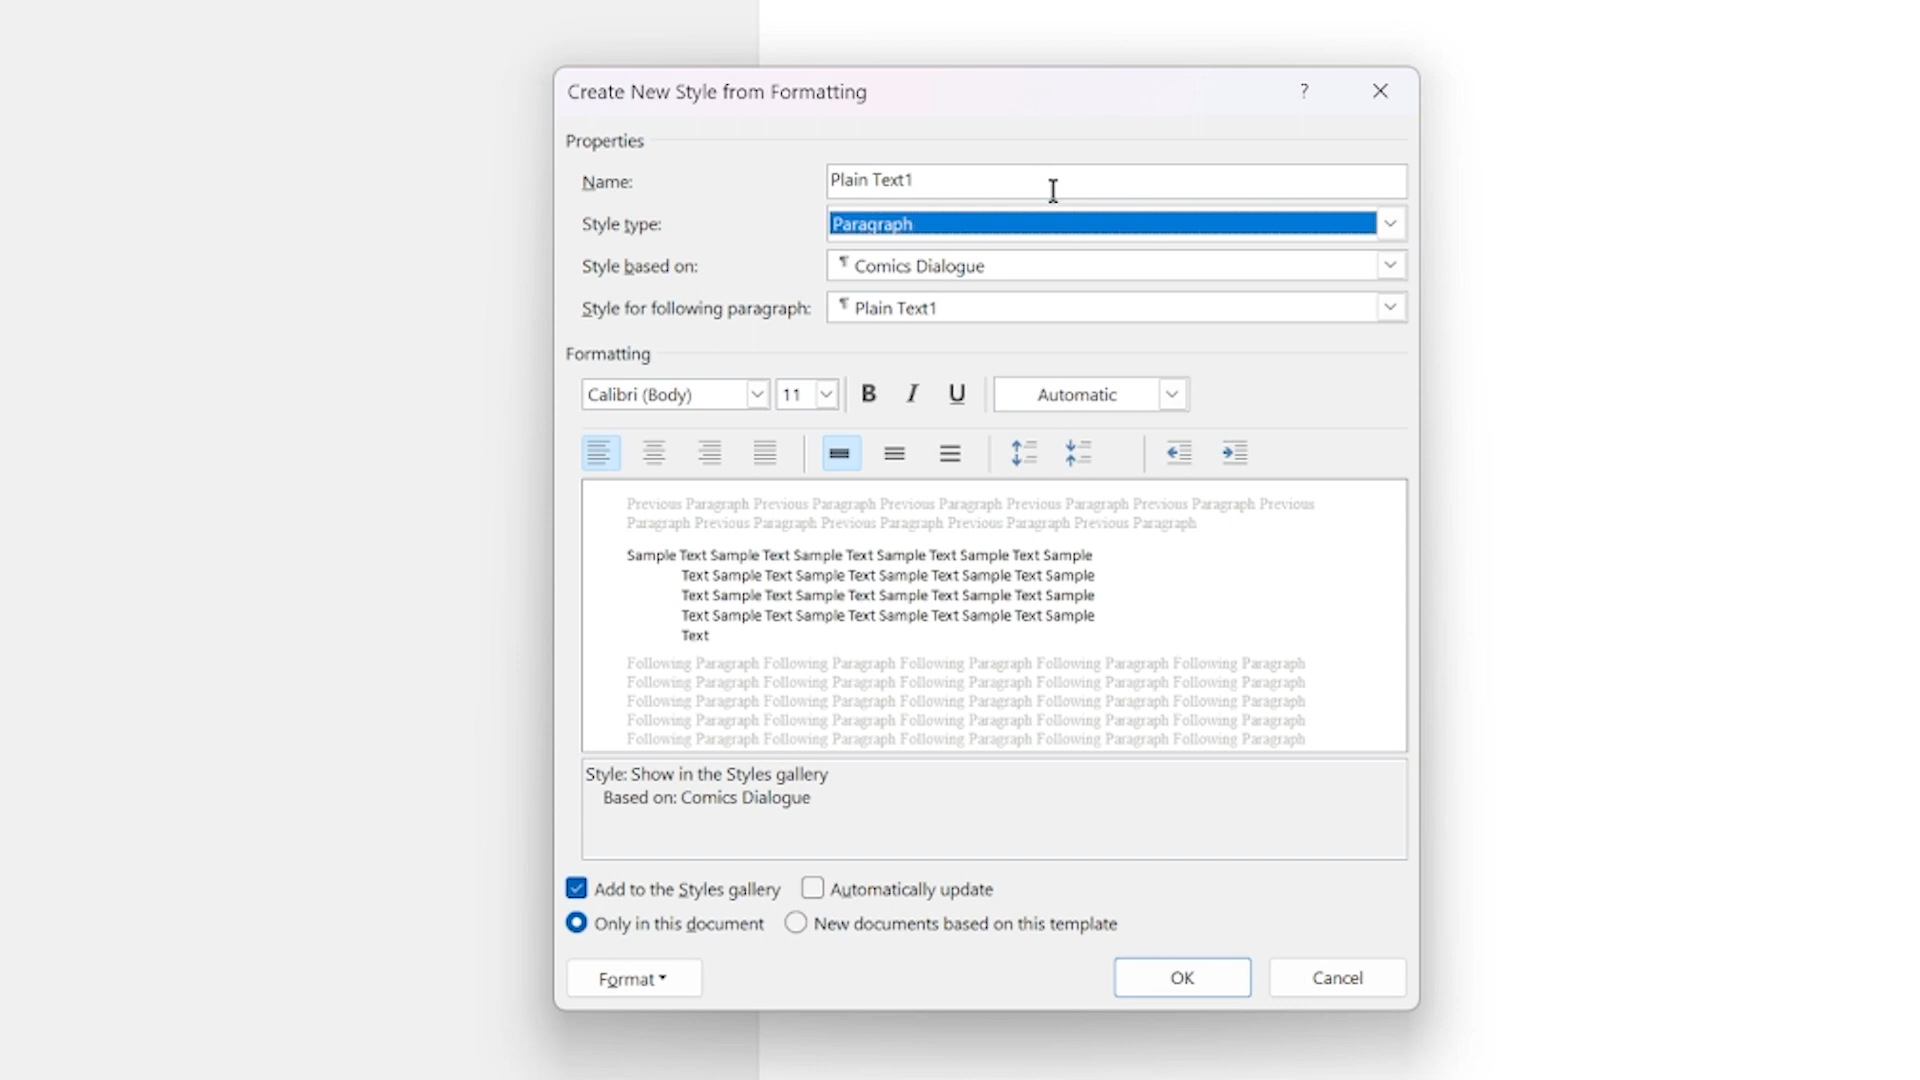 Create New Style from Formatting ?
Properties
Name: Plain Text1
Style type: Paragraph
Style based on: ¶ Comics Dialogue
Style for following paragraph: ¶ Plain Text1
Formatting
Calibri (Body) 11 B I U Automatic
Previous Paragraph Previous Paragraph Previous Paragraph Previous Paragraph Previous Paragraph Previous
Paragraph Previous Paragraph Previous Paragraph Previous Paragraph Previous Paragraph
Sample Text Sample Text Sample Text Sample Text Sample Text Sample
Text Sample Text Sample Text Sample Text Sample Text Sample
Text Sample Text Sample Text Sample Text Sample Text Sample
Text Sample Text Sample Text Sample Text Sample Text Sample
Text
Following Paragraph Following Paragraph Following Paragraph Following Paragraph Following Paragraph
Following Paragraph Following Paragraph Following Paragraph Following Paragraph Following Paragraph
Following Paragraph Following Paragraph Following Paragraph Following Paragraph Following Paragraph
Following Paragraph Following Paragraph Following Paragraph Following Paragraph Following Paragraph
Following Paragraph Following Paragraph Following Paragraph Following Paragraph Following Paragraph
Style: Show in the Styles gallery
Based on: Comics Dialogue
Add to the Styles gallery Automatically update
Only in this document New documents based on this template
Format OK Cancel